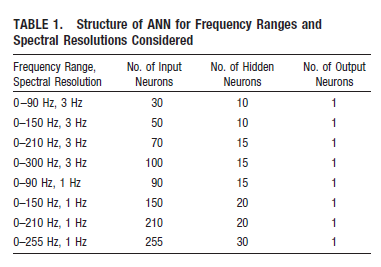 TABLE 1. Structure of ANN for Frequency Ranges and
Spectral Resolutions Considered
Frequency Range, No. of Input No. of Hidden No. of Output
Spectral Resolution Neurons Neurons Neurons
0–90 Hz, 3 Hz 30 10 1
0–150 Hz, 3 Hz 50 10 1
0–210 Hz, 3 Hz 70 15 1
0–300 Hz, 3 Hz 100 15 1
0–90 Hz, 1 Hz 90 15 1
0–150 Hz, 1 Hz 150 20 1
0–210 Hz, 1 Hz 210 20 1
0–255 Hz, 1 Hz 255 30 1